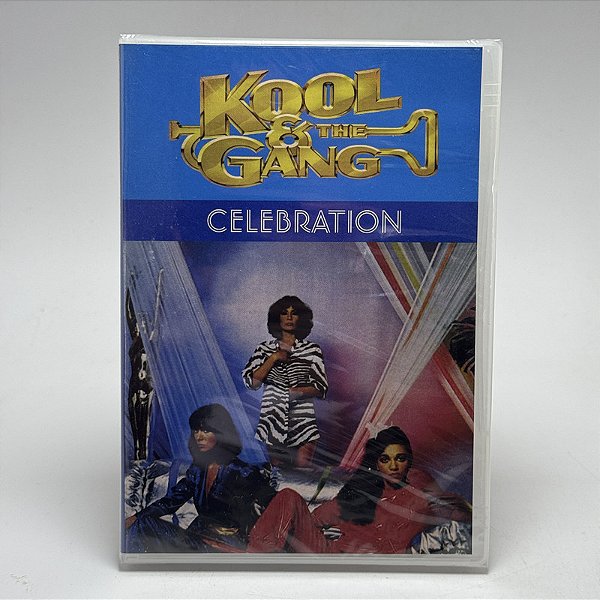 KOOL
& THE
GANG
CELEBRATION